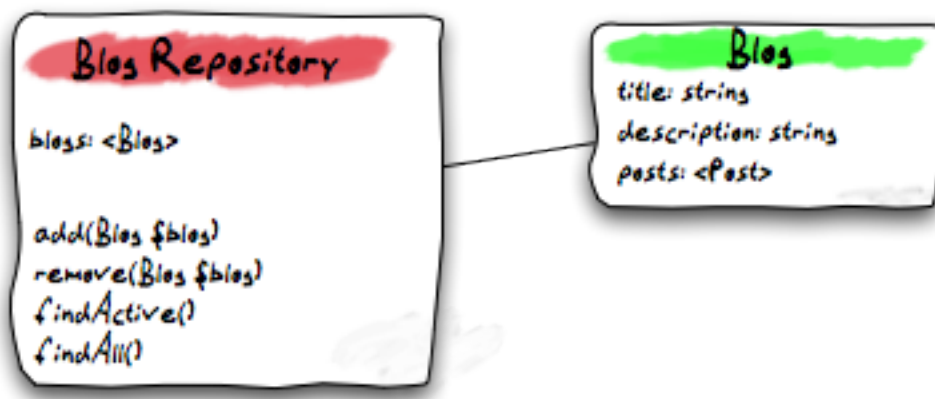 Blog Repository
blogs: <Blog>
add(Blog $blog)
remove(Blog $blog)
findActive()
findAll()
Blog
title: string
description: string
posts: <Post>